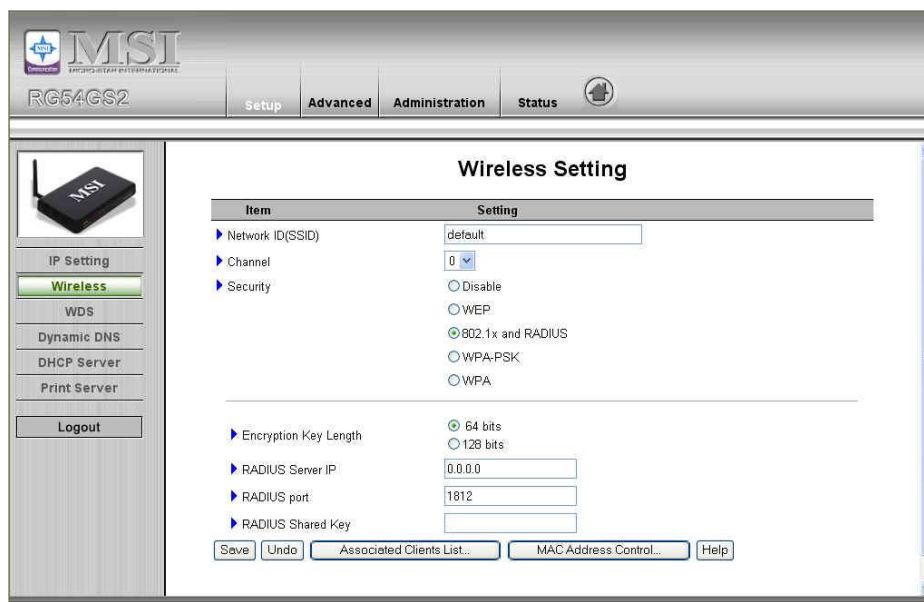 MSI
MICRO-STAR INTERNATIONAL
RG54GS2
Setup Advanced Administration Status
MSI
IP Setting
Wireless
WDS
Dynamic DNS
DHCP Server
Print Server
Logout
Wireless Setting
Item Setting
Network ID(SSID) default
Channel 0
Security Disable
WEP
802.1x and RADIUS
WPA-PSK
WPA
Encryption Key Length 64 bits
128 bits
RADIUS Server IP 0.0.0.0
RADIUS port 1812
RADIUS Shared Key
Save Undo Associated Clients List... MAC Address Control... Help